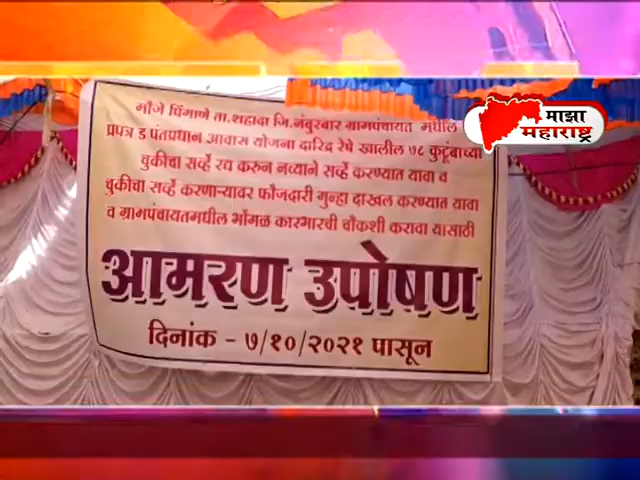 मौजे पिंगाणे ता.शहादा जि.नंदुरबार ग्रामपंचायत मधील
प्रपत्र ड पंतप्रधान आवास योजना दारिद्र रेषे खालील ७८ कुटूंबाच्या
चुकीचा सर्व्हे रद्य करुन नव्याने सर्व्हे करण्यात यावा व
चुकीचा सर्व्हे करणाऱ्यावर फौजदारी गुन्हा दाखल करण्यात यावा
व ग्रामपंचायतमधील भोंगळ कारभारची चौकशी करावा यासाठी
आमरण उपोषण
दिनांक - ७/१०/२०२१ पासून
माझा
महाराष्ट्र